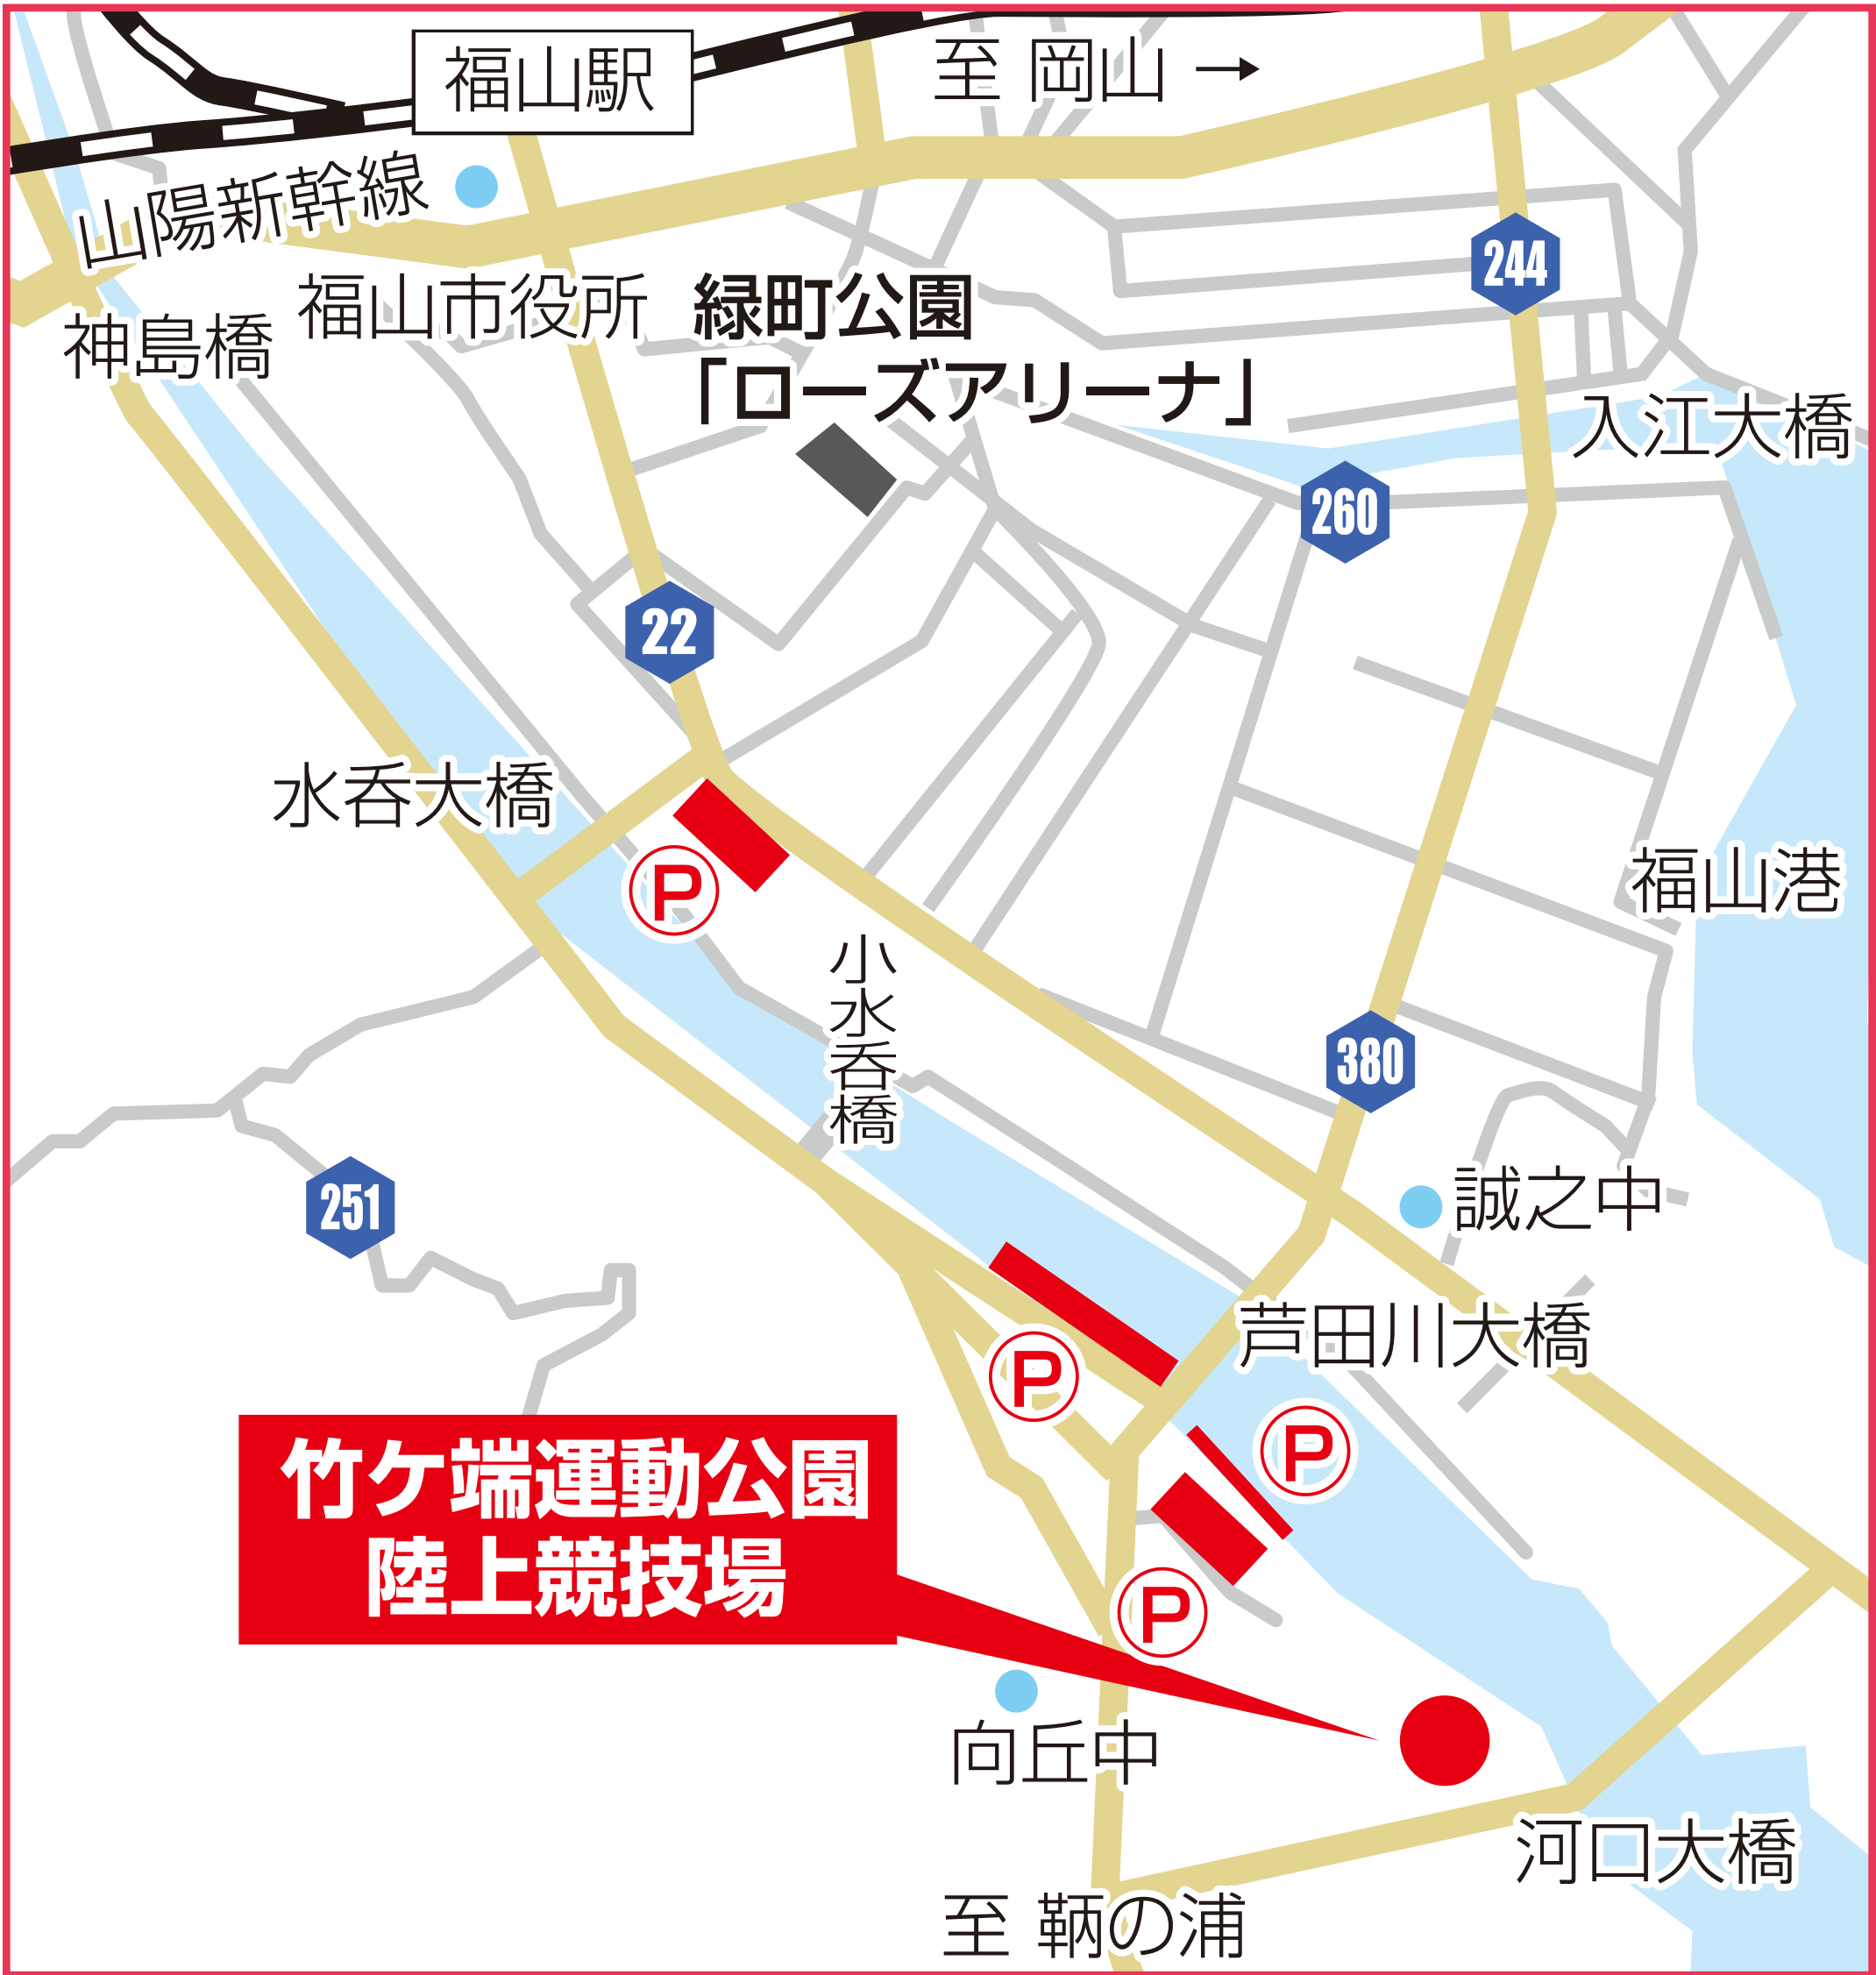 福山駅
至 岡山→
山陽新幹線
244
福山市役所
緑町公園
「ローズアリーナ」
神島橋
入江大橋
260
22
水呑大橋
福山港
P
小水呑橋
380
251
誠之中
芦田川大橋
P
P
竹ケ端運動公園
陸上競技場
P
向丘中
河口大橋
至 鞆の浦